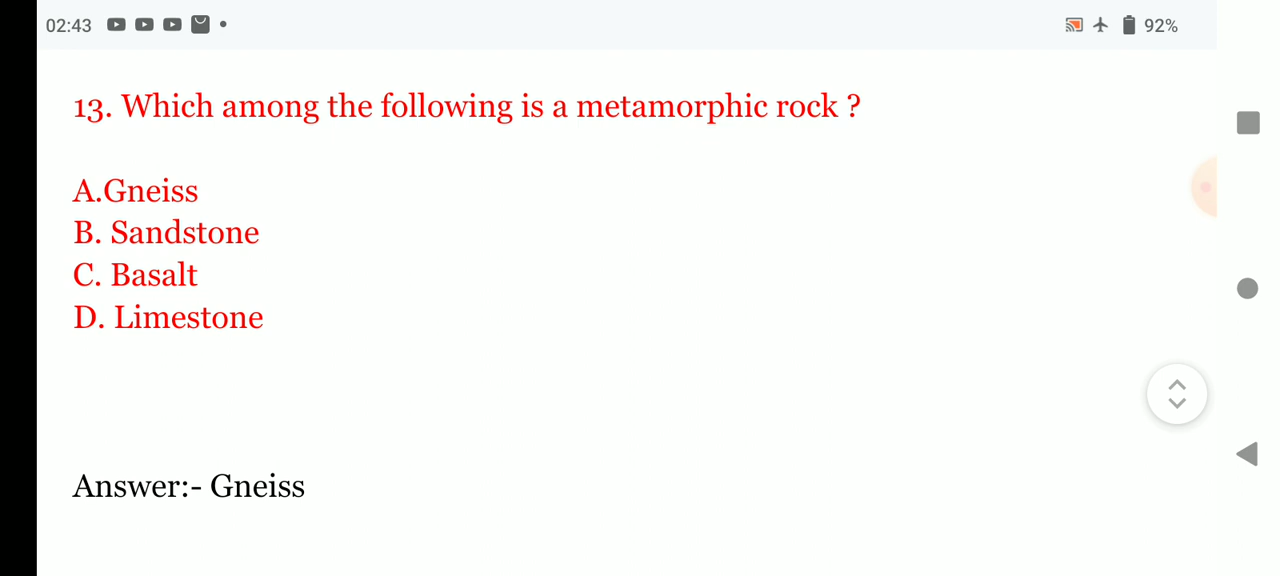 02:43
92%
13. Which among the following is a metamorphic rock ?
A.Gneiss
B. Sandstone
C. Basalt
D. Limestone
Answer:- Gneiss